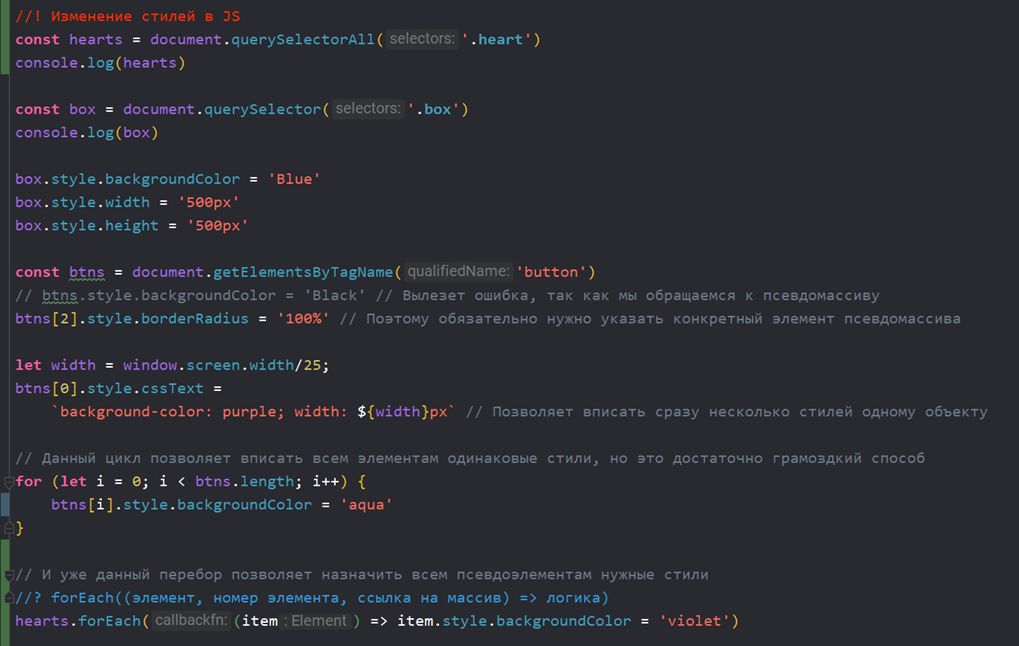 //! Изменение стилей в JS
const hearts = document.querySelectorAll( selectors: '.heart')
console.log(hearts)
const box = document.querySelector( selectors: '.box')
console.log(box)
box.style.backgroundColor = 'Blue'
box.style.width = '500px'
box.style.height = '500px'
const btns = document.getElementsByTagName( qualifiedName: 'button')
// btns.style.backgroundColor = 'Black' // Вылезет ошибка, так как мы обращаемся к псевдомассиву
btns[2].style.borderRadius = '100%' // Поэтому обязательно нужно указать конкретный элемент псевдомассива
let width = window.screen.width/25;
btns[0].style.cssText =
`background-color: purple; width: ${width}px` // Позволяет вписать сразу несколько стилей одному объекту
// Данный цикл позволяет вписать всем элементам одинаковые стили, но это достаточно грамоздкий способ
for (let i = 0; i < btns.length; i++) {
btns[i].style.backgroundColor = 'aqua'
}
// И уже данный перебор позволяет назначить всем псевдоэлементам нужные стили
//? forEach((элемент, номер элемента, ссылка на массив) => логика)
hearts.forEach( callbackfn: (item : Element ) => item.style.backgroundColor = 'violet')